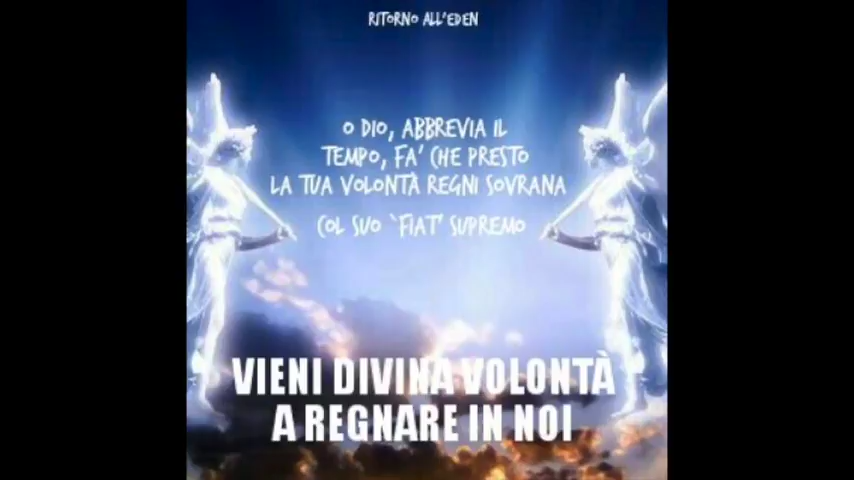 RITORNO ALL'EDEN
O DIO, ABBREVIA IL
TEMPO, FA' CHE PRESTO
LA TUA VOLONTÀ REGNI SOVRANA
COL SUO `FIAT' SUPREMO
VIENI DIVINA VOLONTÀ
A REGNARE IN NOI